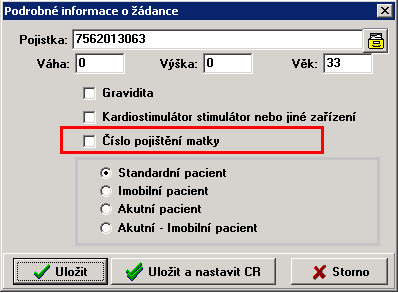 Podrobné informace o žádance
Pojistka: 7562013063
Váha: 0 Výška: 0 Věk: 33
Gravidita
Kardiostimulátor stimulátor nebo jiné zařízení
Číslo pojištění matky
Standardní pacient
Imobilní pacient
Akutní pacient
Akutní - Imobilní pacient
Uložit Uložit a nastavit CR Storno